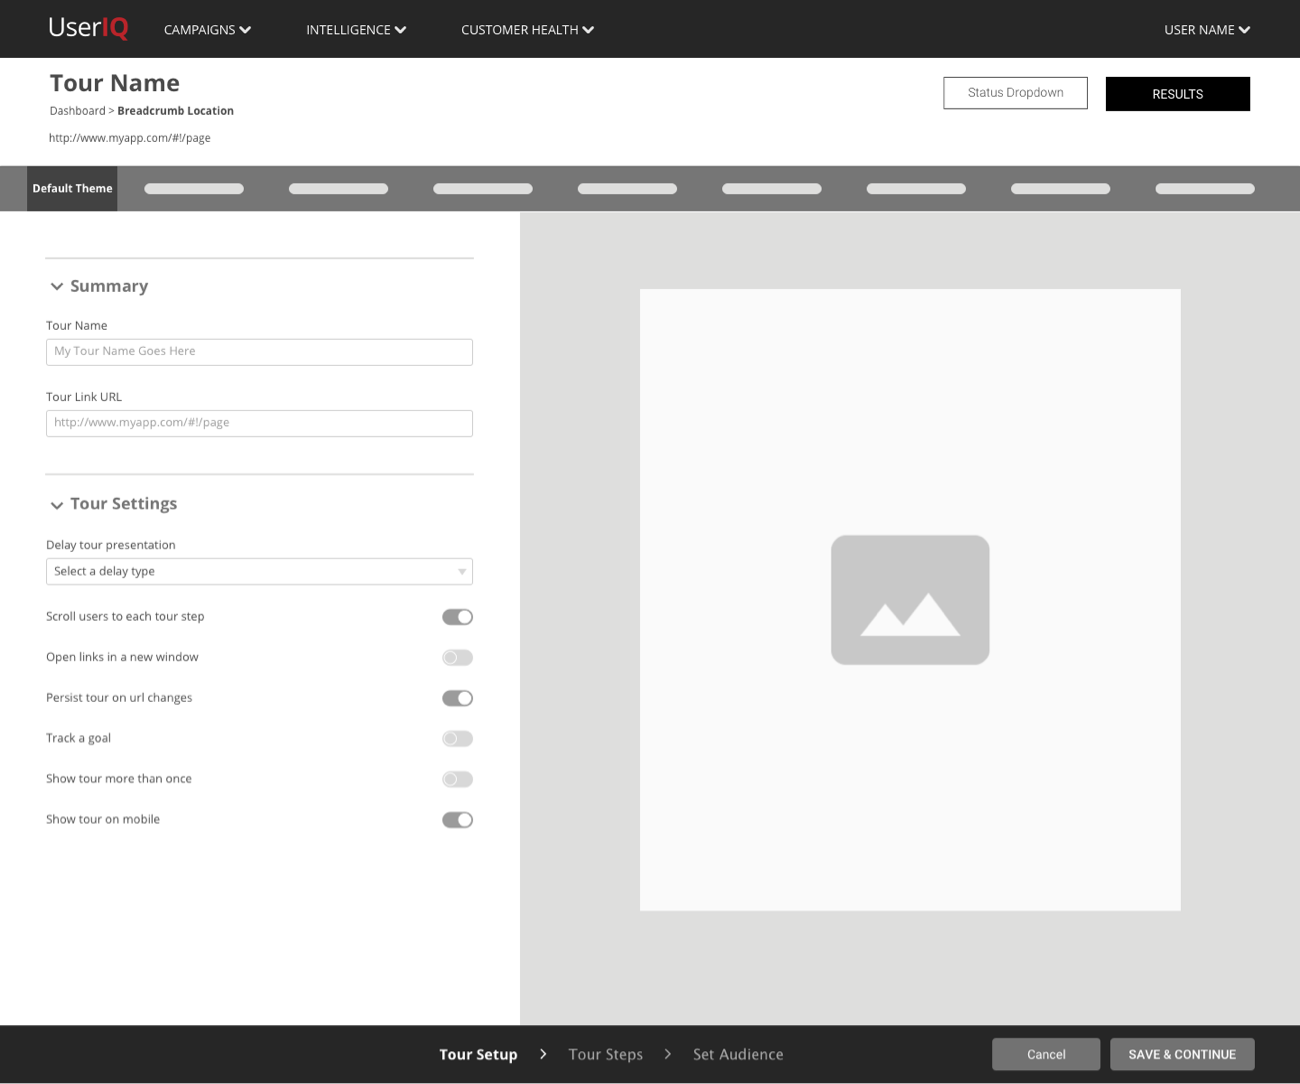 UserIQ CAMPAIGNS INTELLIGENCE CUSTOMER HEALTH USER NAME
Tour Name
Status Dropdown RESULTS
Dashboard > Breadcrumb Location
http://www.myapp.com/#!/page
Default Theme
Summary
Tour Name
My Tour Name Goes Here
Tour Link URL
http://www.myapp.com/#!/page
Tour Settings
Delay tour presentation
Select a delay type
Scroll users to each tour step
Open links in a new window
Persist tour on url changes
Track a goal
Show tour more than once
Show tour on mobile
Tour Setup > Tour Steps > Set Audience Cancel SAVE & CONTINUE